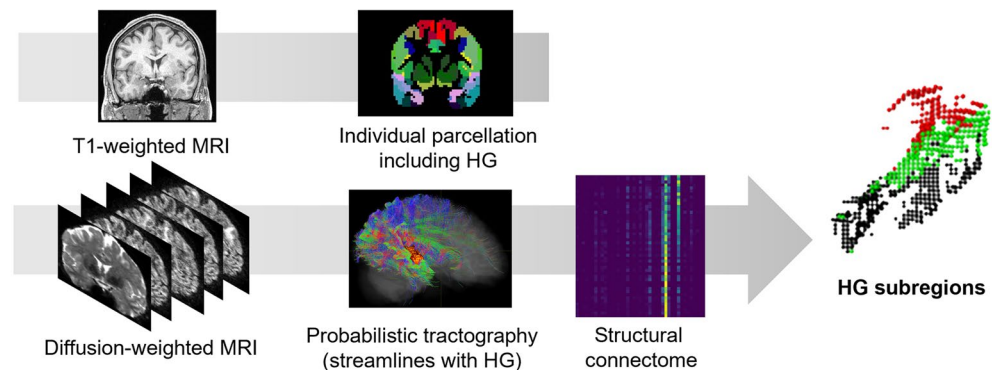 T1-weighted MRI
Individual parcellation
including HG
HG subregions
Diffusion-weighted MRI
Probabilistic tractography
(streamlines with HG)
Structural
connectome